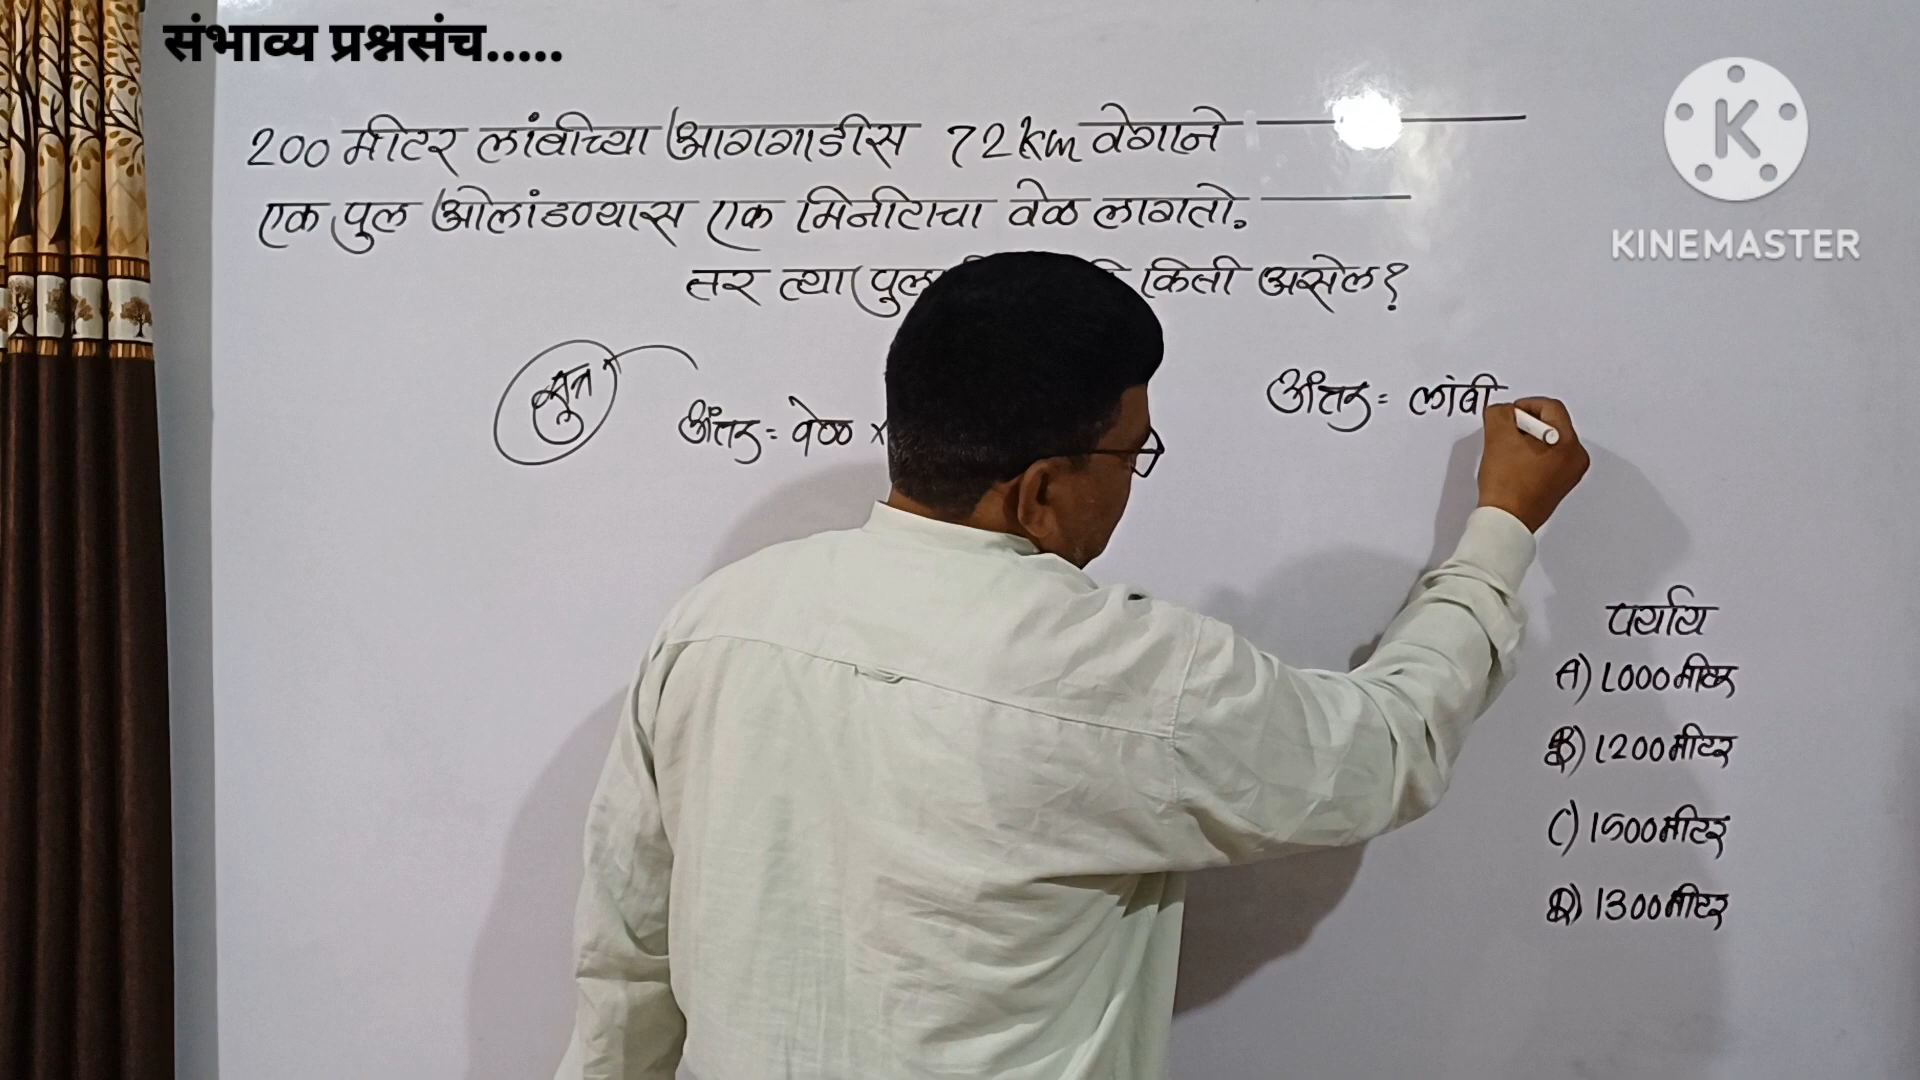 संभाव्य प्रश्नसंच.....
200 मीटर लांबीच्या आगगाडीस 72 km वेगाने
एक पुल ओलांडण्यास एक मिनीटाचा वेळ लागतो.
तर त्या पुला किती असेल?
सुत्र
अंतर = वेळ ×
अंतर = लांबी
पर्याय
A) 1000 मीटर
B) 1200 मीटर
C) 1500 मीटर
D) 1300 मीटर
K
KINEMASTER